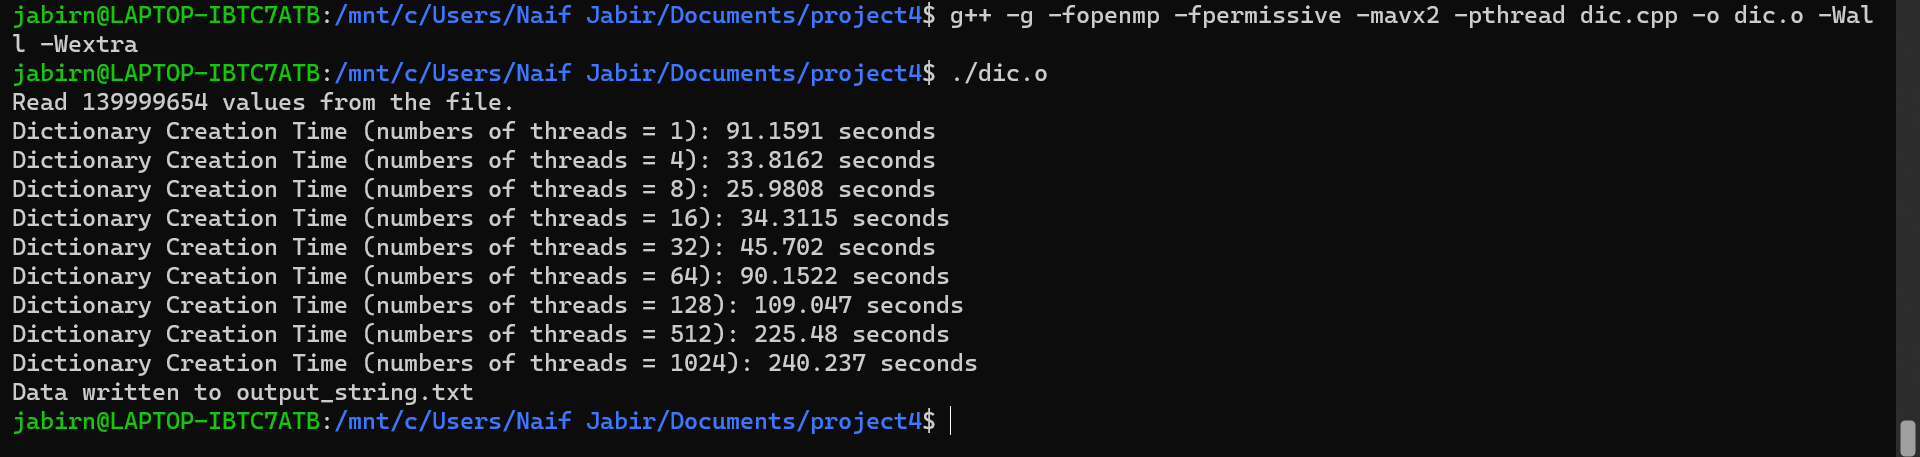 jabirn@LAPTOP-IBTC7ATB:/mnt/c/Users/Naif Jabir/Documents/project4$ g++ -g -fopenmp -fpermissive -mavx2 -pthread dic.cpp -o dic.o -Wal
l -Wextra
jabirn@LAPTOP-IBTC7ATB:/mnt/c/Users/Naif Jabir/Documents/project4$ ./dic.o
Read 139999654 values from the file.
Dictionary Creation Time (numbers of threads = 1): 91.1591 seconds
Dictionary Creation Time (numbers of threads = 4): 33.8162 seconds
Dictionary Creation Time (numbers of threads = 8): 25.9808 seconds
Dictionary Creation Time (numbers of threads = 16): 34.3115 seconds
Dictionary Creation Time (numbers of threads = 32): 45.702 seconds
Dictionary Creation Time (numbers of threads = 64): 90.1522 seconds
Dictionary Creation Time (numbers of threads = 128): 109.047 seconds
Dictionary Creation Time (numbers of threads = 512): 225.48 seconds
Dictionary Creation Time (numbers of threads = 1024): 240.237 seconds
Data written to output_string.txt
jabirn@LAPTOP-IBTC7ATB:/mnt/c/Users/Naif Jabir/Documents/project4$